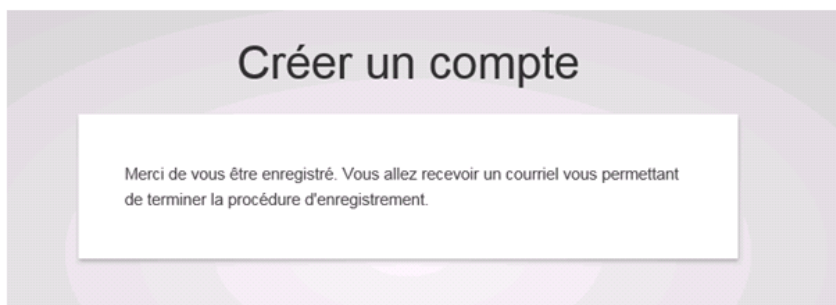 Créer un compte
Merci de vous être enregistré. Vous allez recevoir un courriel vous permettant
de terminer la procédure d'enregistrement.